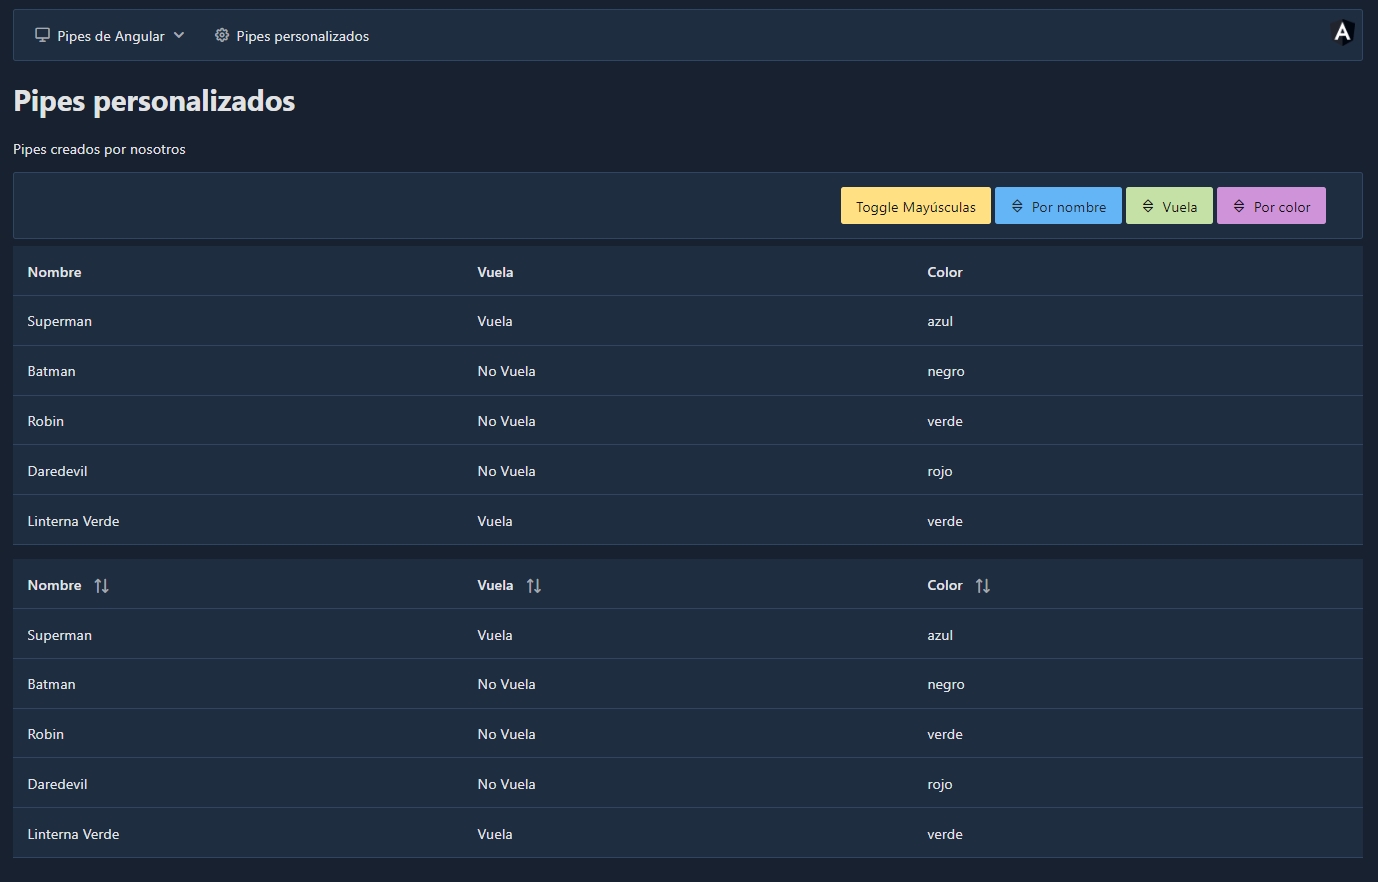 Pipes de Angular Pipes personalizados A
Pipes personalizados
Pipes creados por nosotros
Toggle Mayúsculas Por nombre Vuela Por color
Nombre Vuela Color
Superman Vuela azul
Batman No Vuela negro
Robin No Vuela verde
Daredevil No Vuela rojo
Linterna Verde Vuela verde
Nombre Vuela Color
Superman Vuela azul
Batman No Vuela negro
Robin No Vuela verde
Daredevil No Vuela rojo
Linterna Verde Vuela verde